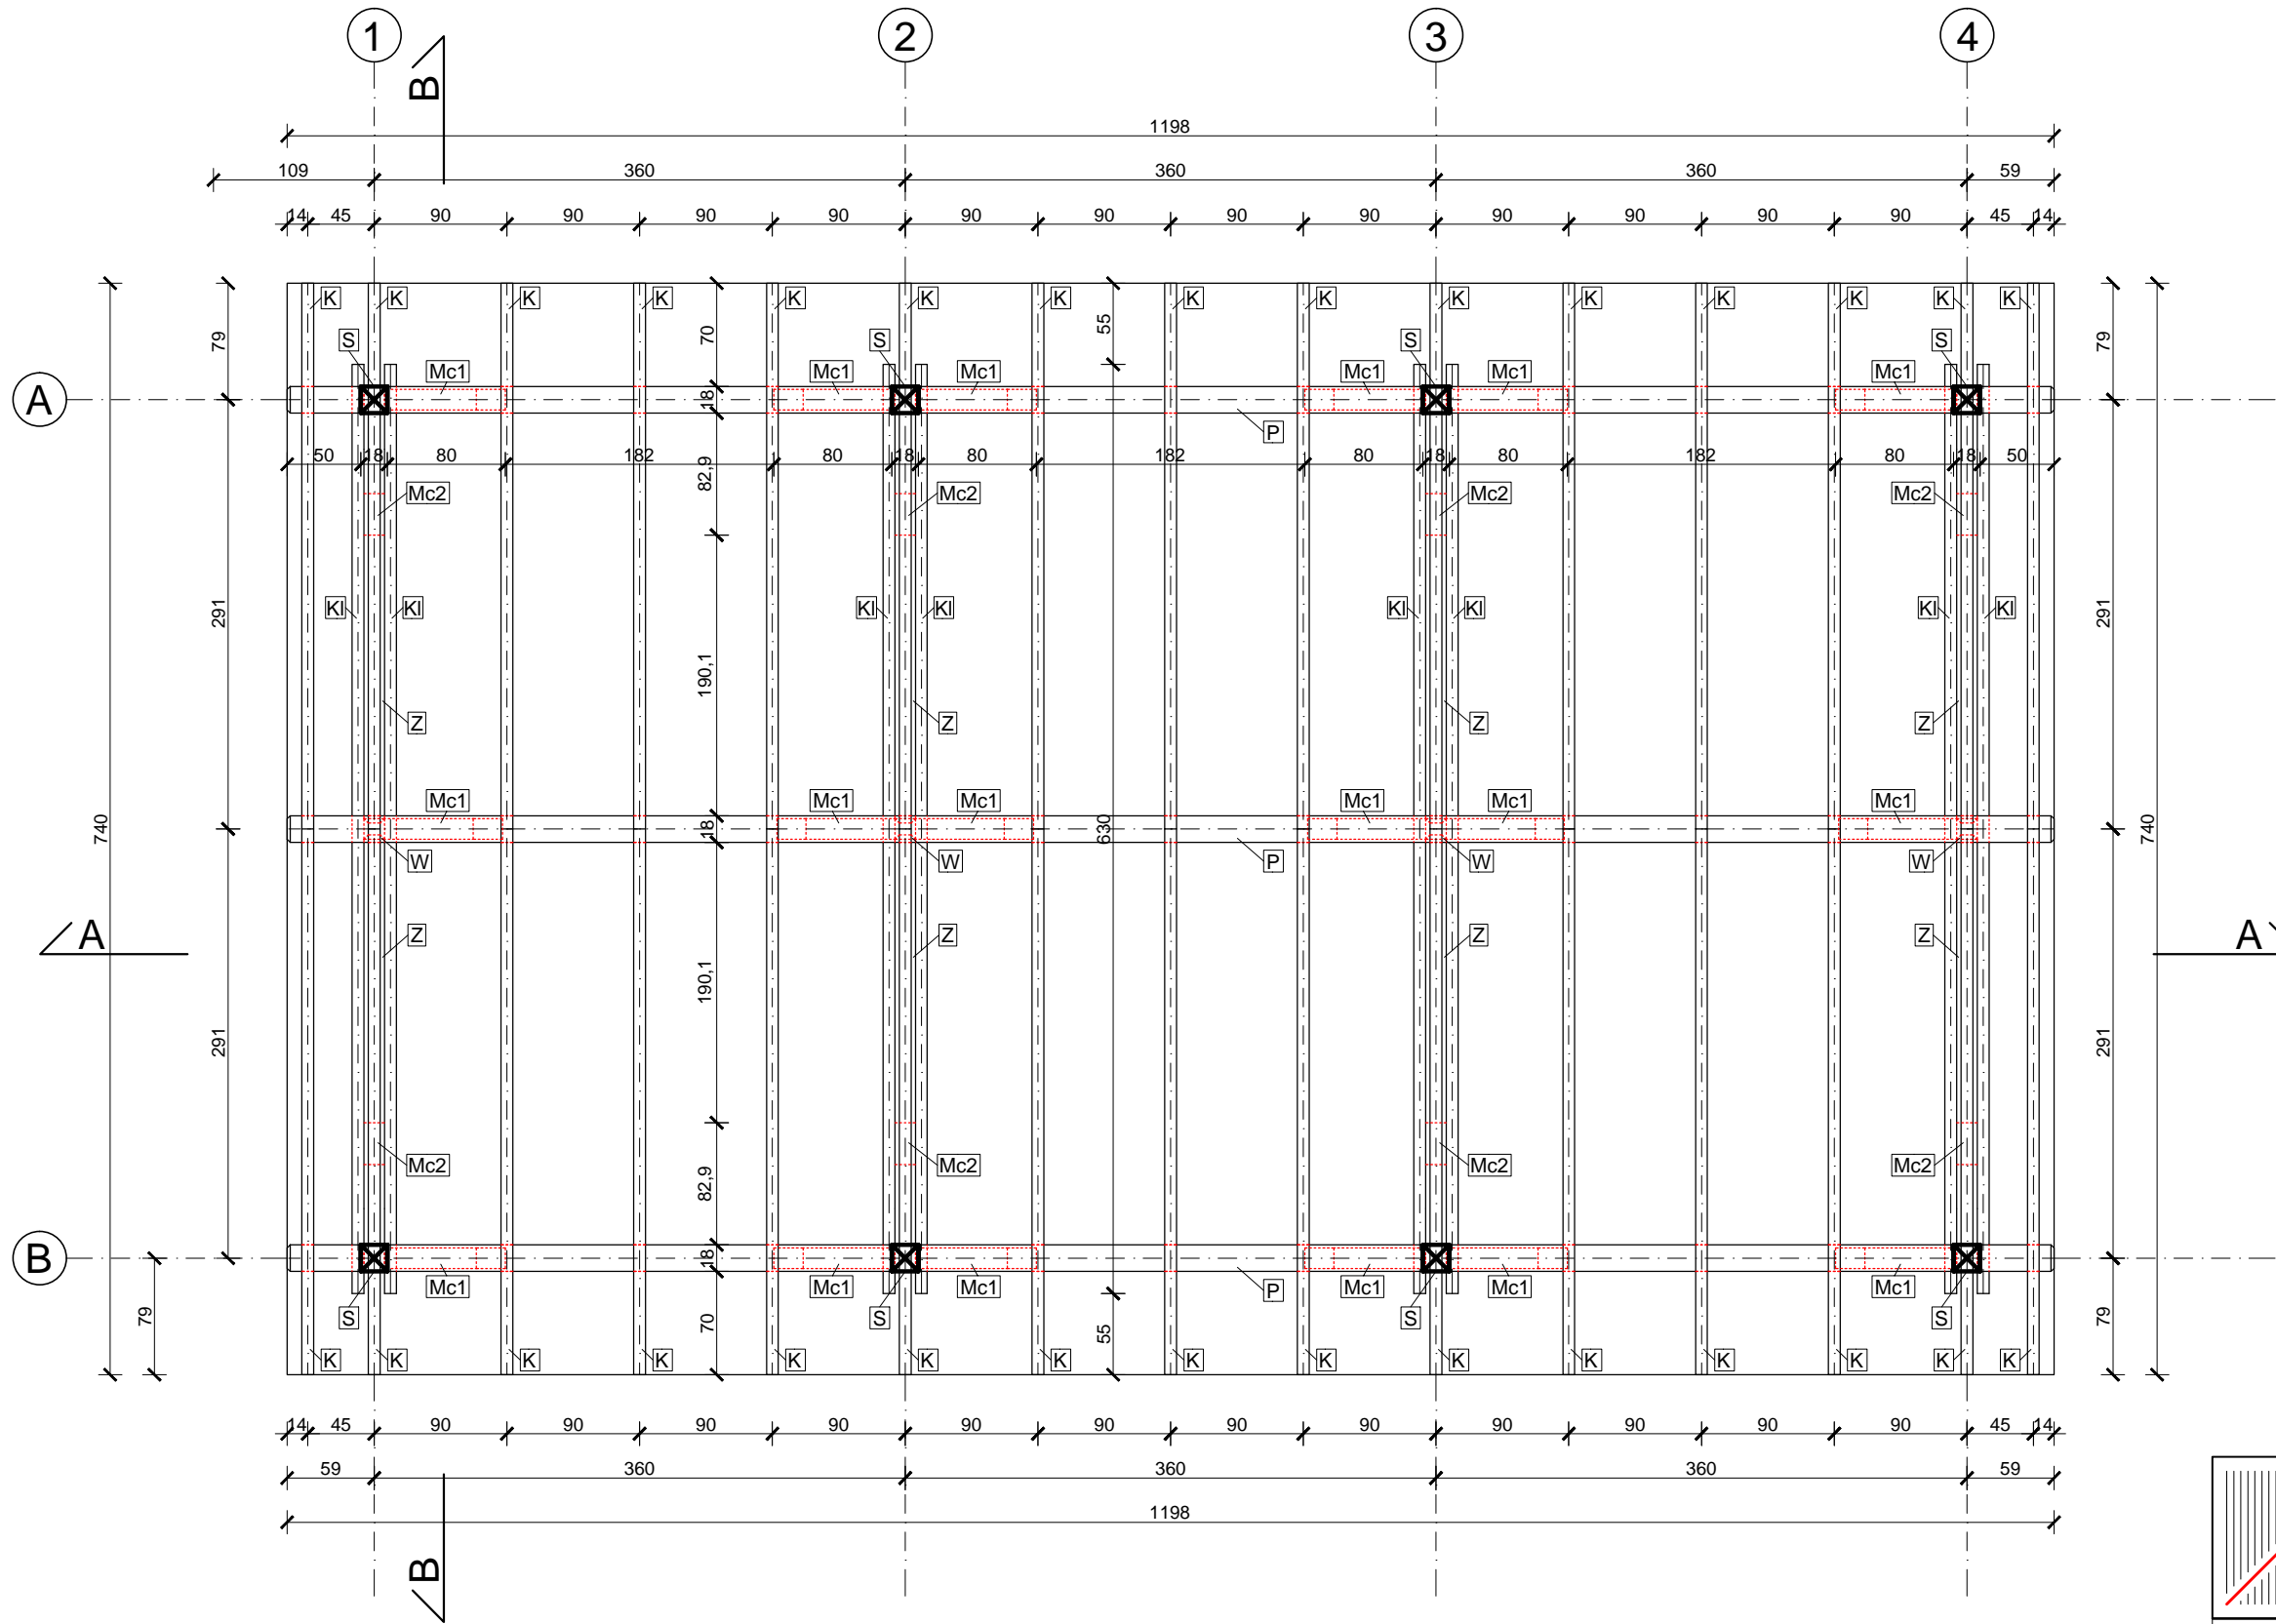 1 2 3 4
B
1198
109 360 360 360 59
14 45 90 90 90 90 90 90 90 90 90 90 90 90 45 14
K K K K K K K K K K K K K K K
79 70 55 79
S S S S
A Mc1 Mc1 Mc1 Mc1 Mc1 Mc1
18
P
50 18 80 182 80 18 80 182 80 18 80 182 80 18 50
82,9
Mc2 Mc2 Mc2 Mc2
291 Kl Kl Kl Kl Kl Kl Kl Kl 291
190,1
Z Z Z Z
Mc1 Mc1 Mc1 Mc1 Mc1 Mc1
740 18 630 740
W W P W W
A Z Z Z Z A
190,1
291 291
Mc2 Mc2 Mc2 Mc2
82,9
B 18
Mc1 Mc1 Mc1 P Mc1 Mc1 Mc1
79 S 70 S 55 S S 79
K K K K K K K K K K K K K K K
14 45 90 90 90 90 90 90 90 90 90 90 90 90 45 14
59 360 360 360 59
1198
B